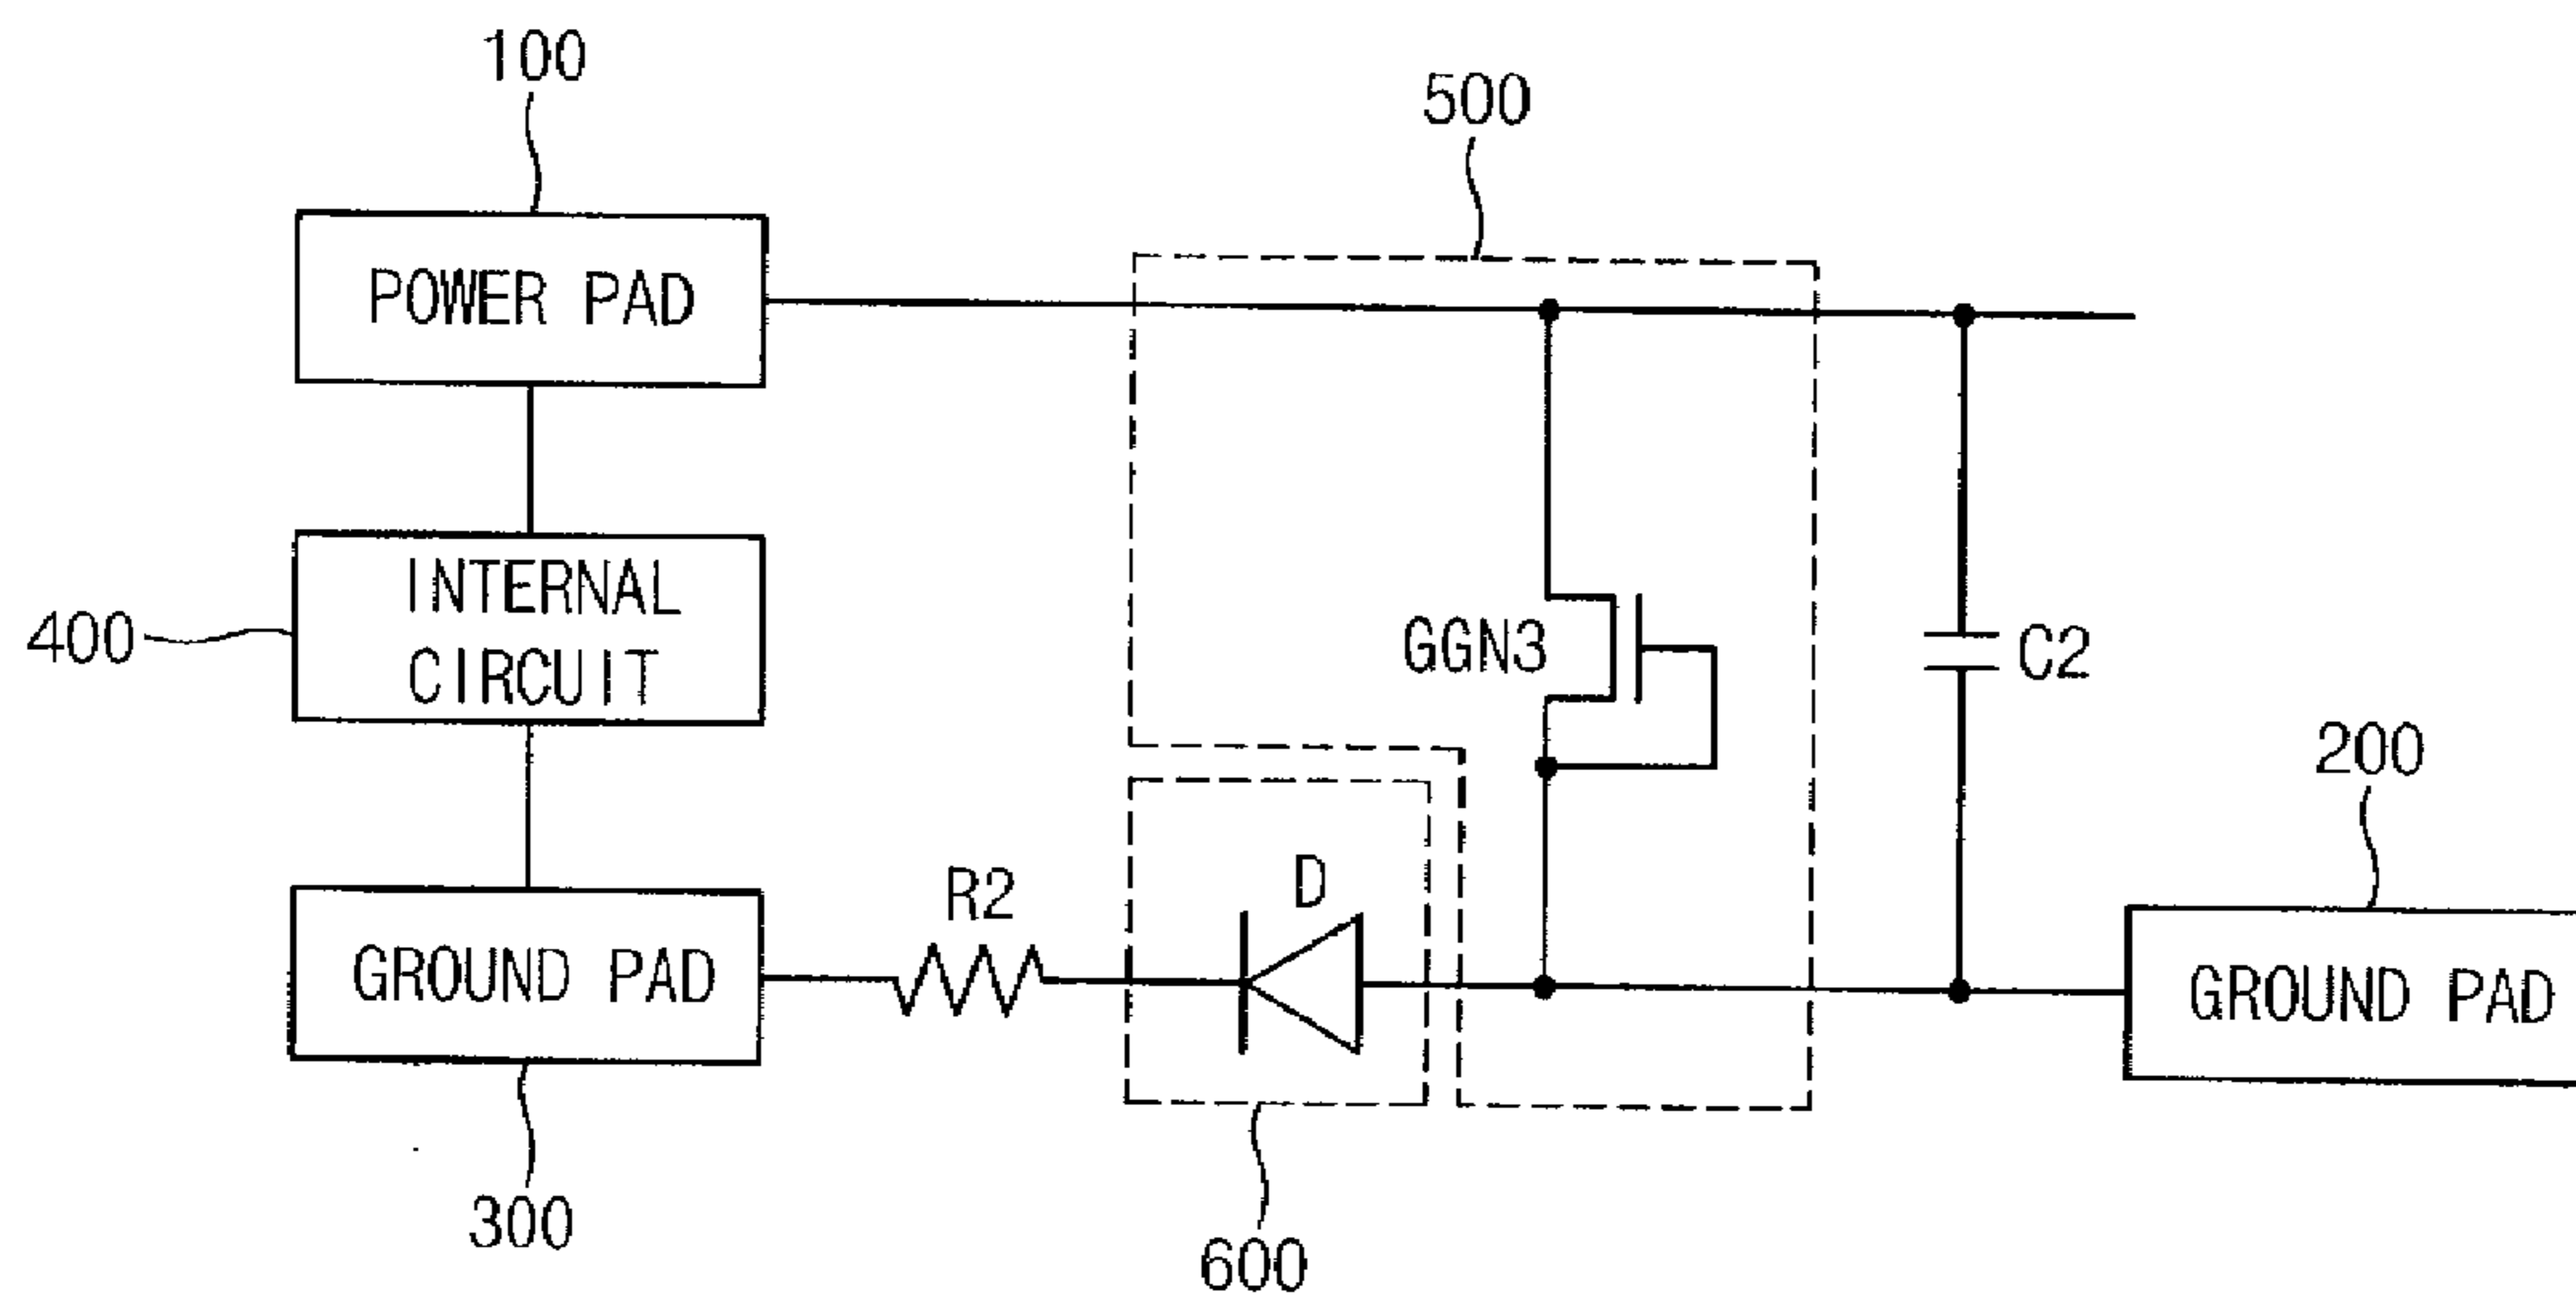 100
500
POWER PAD
INTERNAL
CIRCUIT
400
GGN3
C2
200
R2
D
GROUND PAD
GROUND PAD
300
600